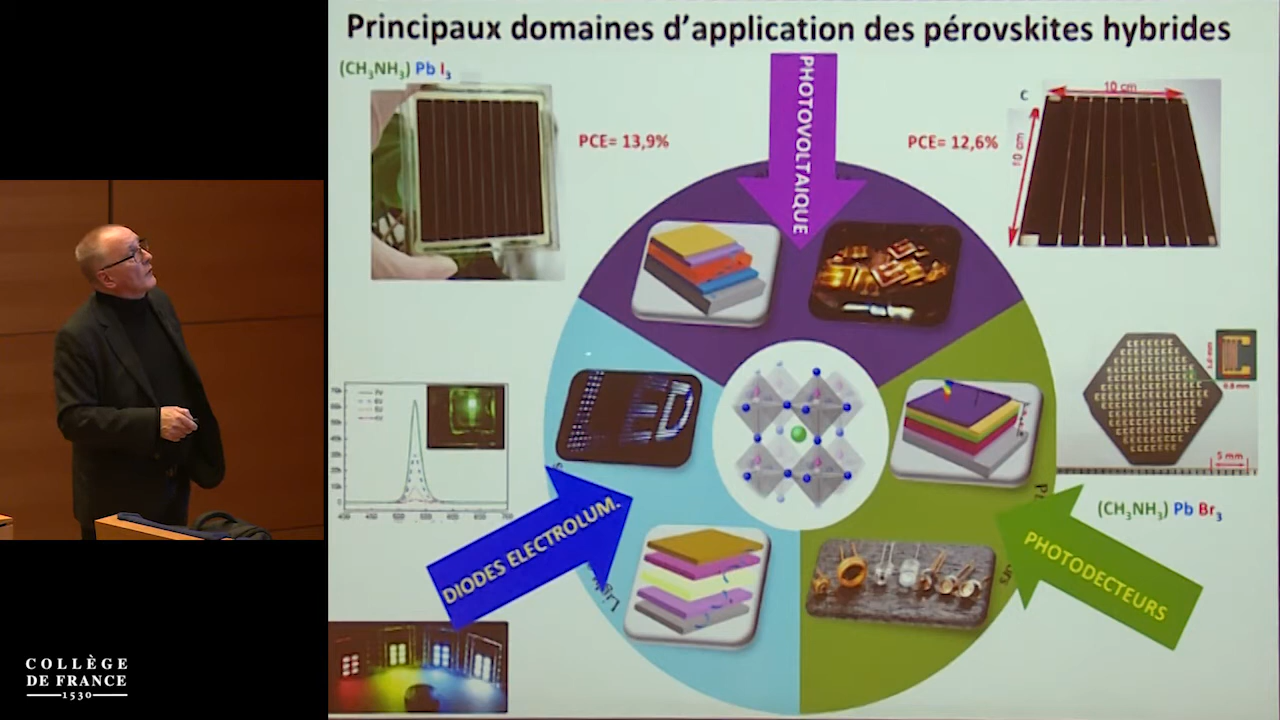 Principaux domaines d'application des pérovskites hybrides
(CH₃NH₃) Pb I₃
PCE= 13,9%
PHOTOVOLTAIQUE
PCE= 12,6%
C
10 cm
10 cm
5 mm
(CH₃NH₃) Pb Br₃
DIODES ELECTROLUM.
PHOTODECTEURS
COLLÈGE
DE FRANCE
1530